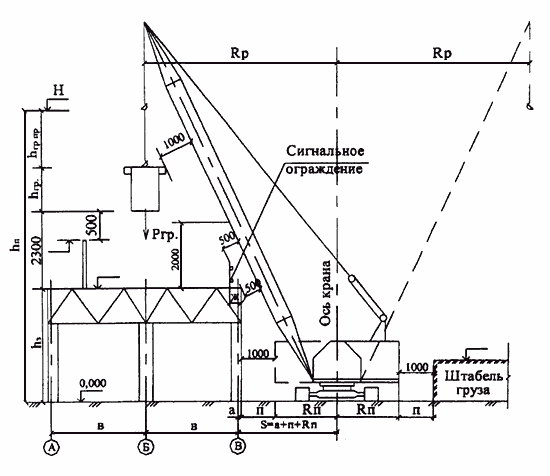 Rр
Rр
Н
hгр.пр
1000
Сигнальное
ограждение
hгр.
hп
500
Ргр.
2300
2000
500
Ось крана
500
Ж
hз
1000
1000
Штабель
груза
0,000
а
п
Rп
Rп
п
в
в
S=а+п+Rп
А
Б
В